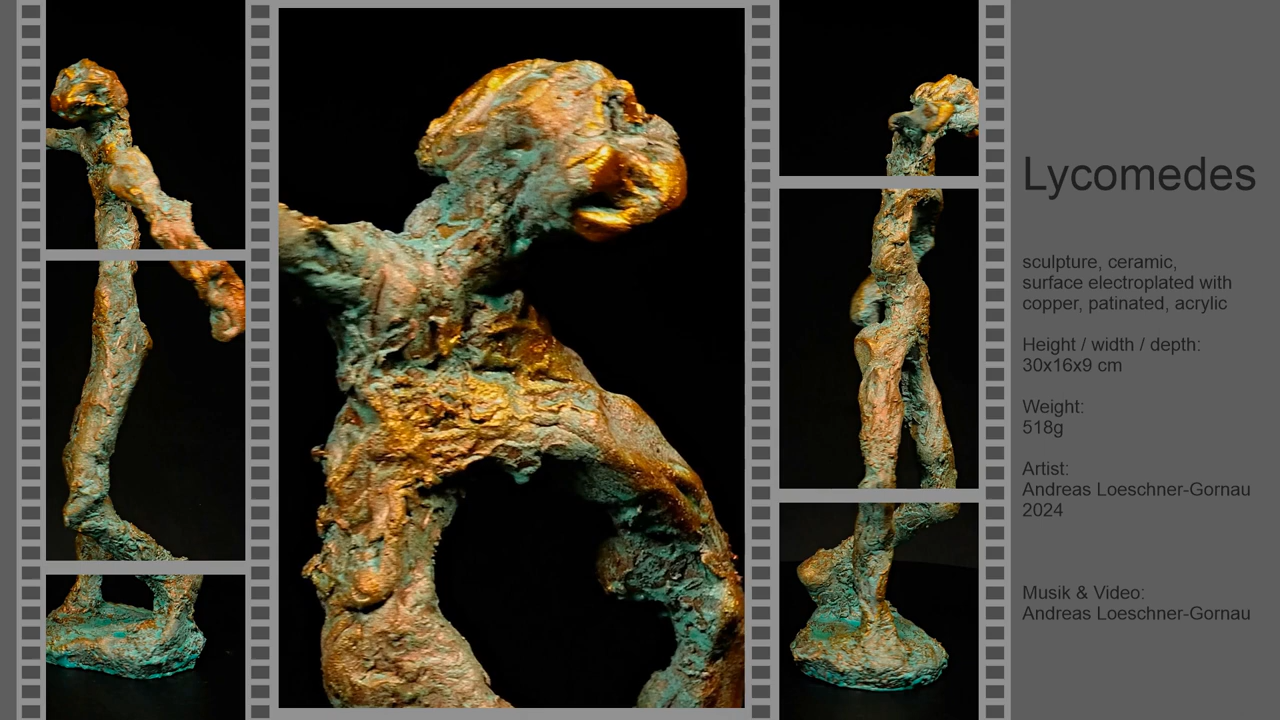 Lycomedes
sculpture, ceramic,
surface electroplated with
copper, patinated, acrylic
Height / width / depth:
30x16x9 cm
Weight:
518g
Artist:
Andreas Loeschner-Gornau
2024
Musik & Video:
Andreas Loeschner-Gornau